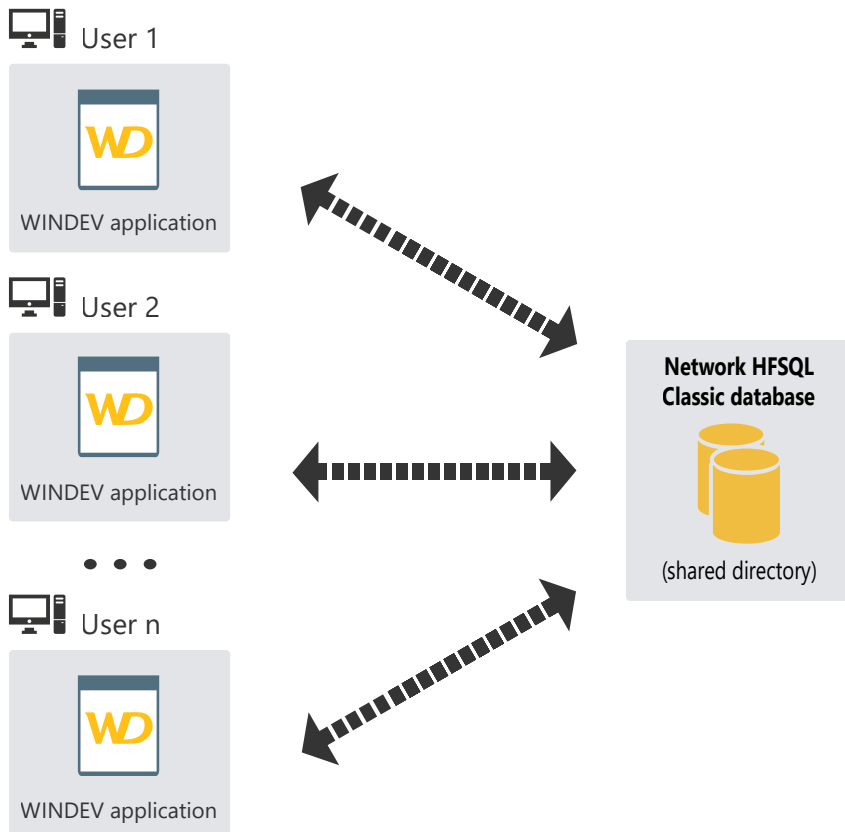 User 1
WD
WINDEV application
User 2
WD
WINDEV application
• • •
User n
WD
WINDEV application
Network HFSQL
Classic database
(shared directory)